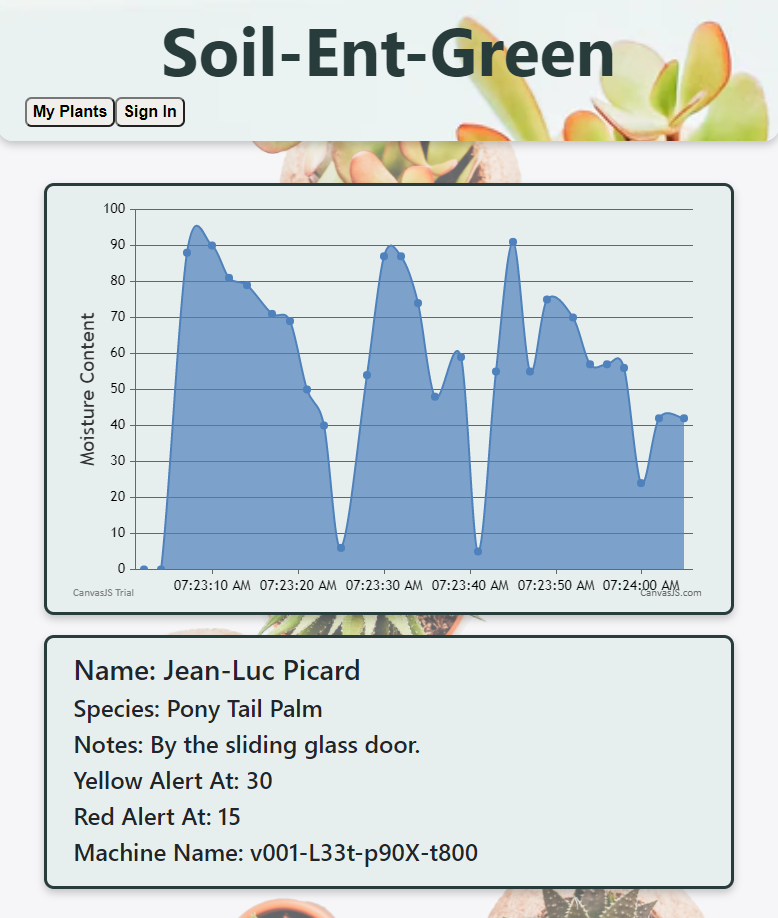 Soil-Ent-Green
My Plants Sign In
100
90
80
70
60
50
40
30
20
10
0
Moisture Content
07:23:10 AM 07:23:20 AM 07:23:30 AM 07:23:40 AM 07:23:50 AM 07:24:00 AM
CanvasJS Trial CanvasJS.com
Name: Jean-Luc Picard
Species: Pony Tail Palm
Notes: By the sliding glass door.
Yellow Alert At: 30
Red Alert At: 15
Machine Name: v001-L33t-p90X-t800